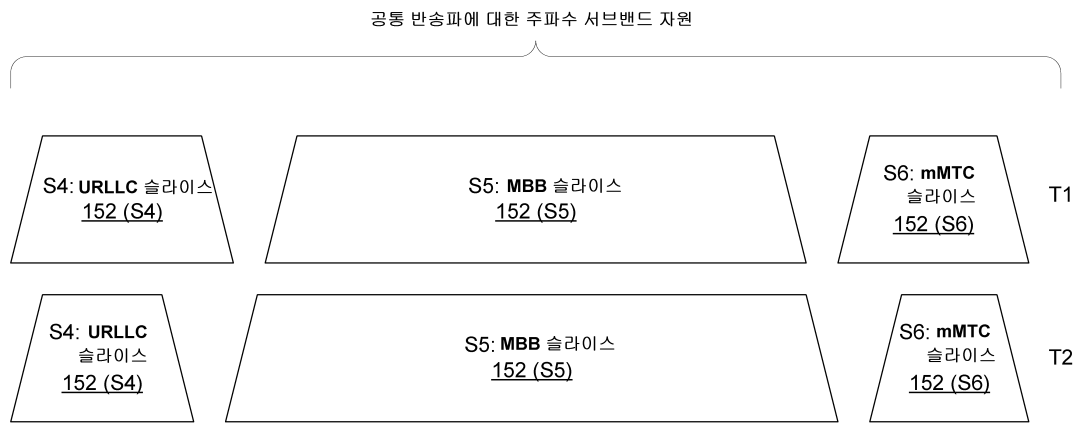 공통 반송파에 대한 주파수 서브밴드 자원
S4: URLLC 슬라이스
152 (S4)
S5: MBB 슬라이스
152 (S5)
S6: mMTC
슬라이스
152 (S6)
T1
S4: URLLC
슬라이스
152 (S4)
S5: MBB 슬라이스
152 (S5)
S6: mMTC
슬라이스
152 (S6)
T2